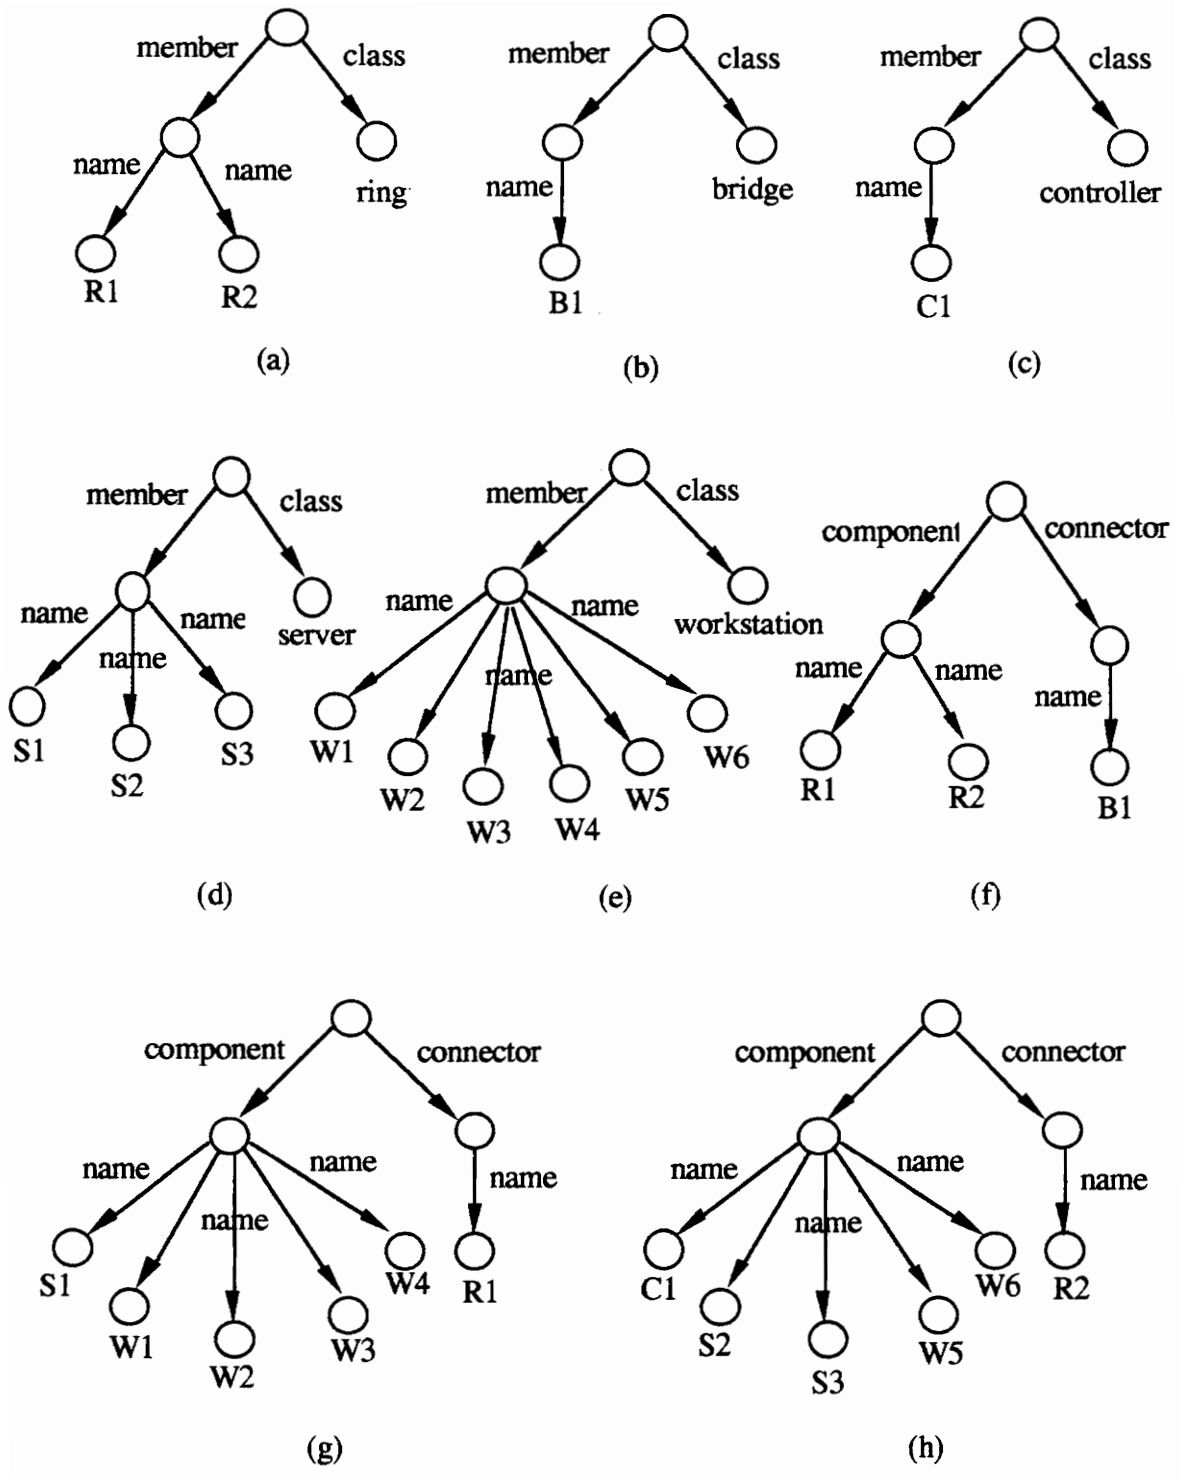 member class member class member class
name name name name
ring bridge controller
R1 R2 B1 C1
(a) (b) (c)
member class member class
component connector
name name name name
server workstation
name name name name
name
S1 S2 S3 W1 W2 W3 W4 W5 W6 R1 R2 B1
(d) (e) (f)
component connector component connector
name name name name name name
name name
S1 W1 W2 W3 W4 R1 C1 S2 S3 W5 W6 R2
(g) (h)